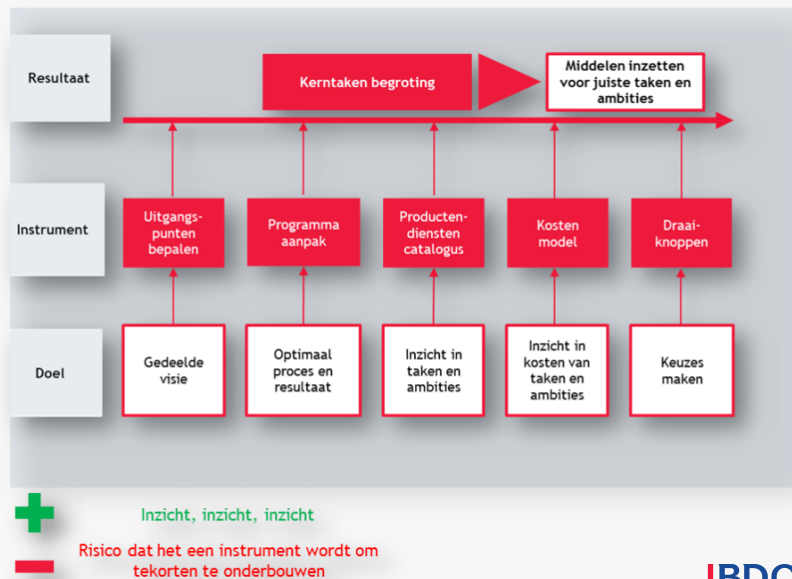 Resultaat
Kerntaken begroting
Middelen inzetten
voor juiste taken en
ambities
Instrument
Uitgangs-
punten
bepalen
Programma
aanpak
Producten-
diensten
catalogus
Kosten
model
Draai-
knoppen
Doel
Gedeelde
visie
Optimaal
proces en
resultaat
Inzicht in
taken en
ambities
Inzicht in
kosten van
taken en
ambities
Keuzes
maken
Inzicht, inzicht, inzicht
Risico dat het een instrument wordt om
tekorten te onderbouwen
BDO